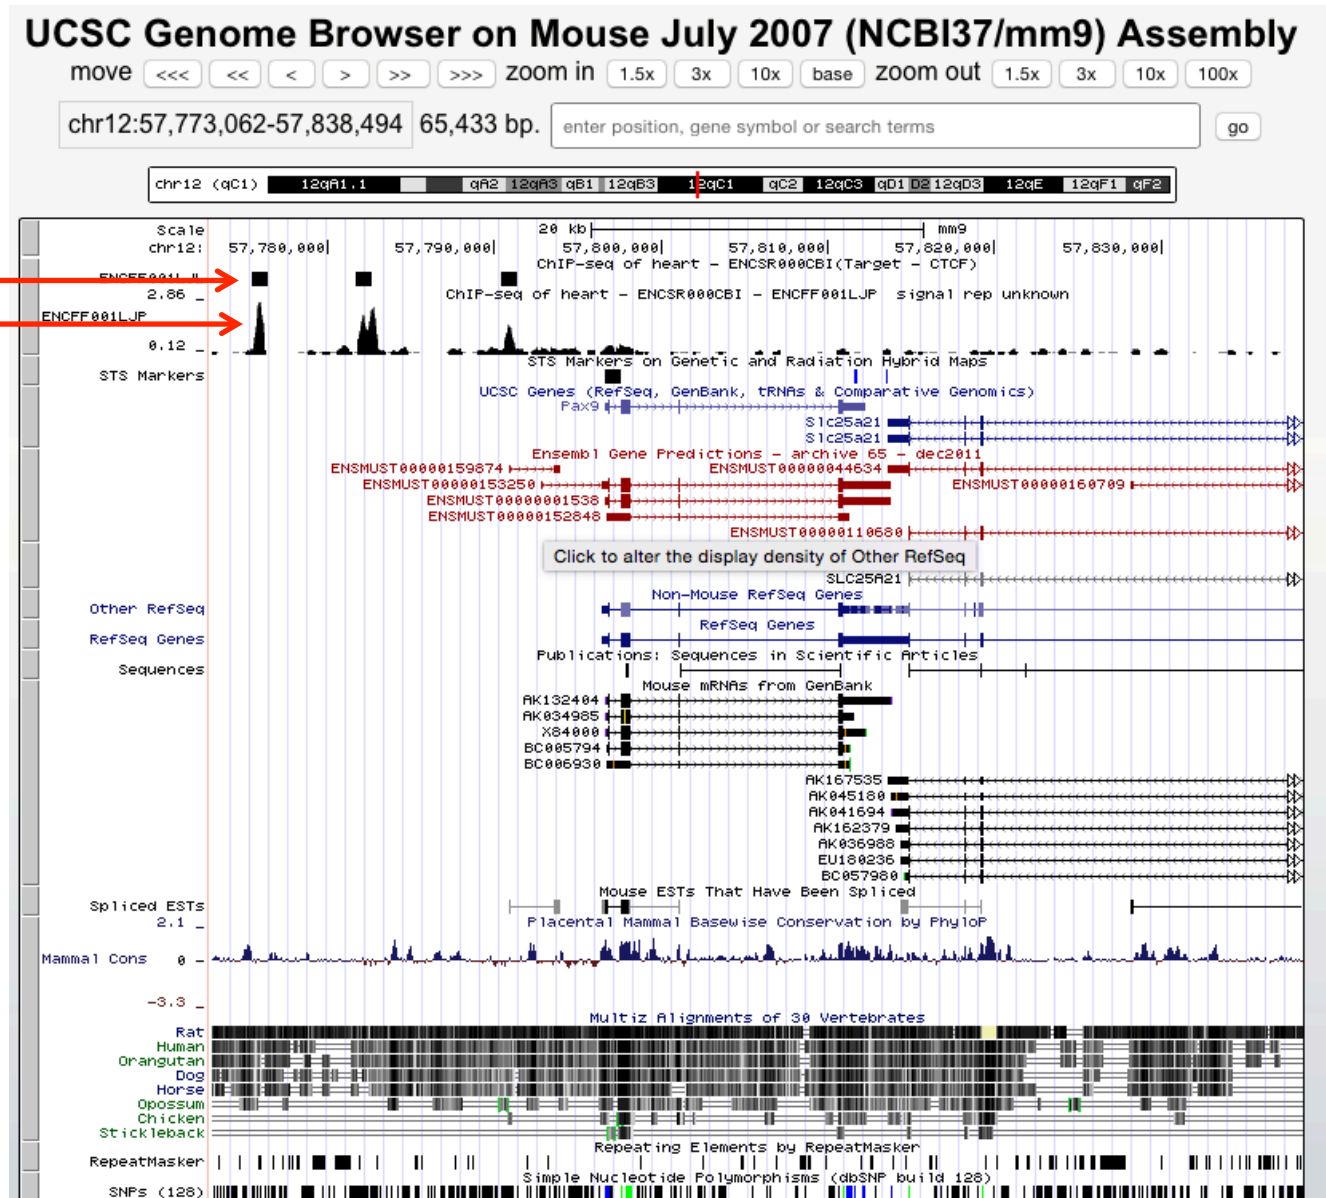 UCSC Genome Browser on Mouse July 2007 (NCBI37/mm9) Assembly
move <<< << < > >> >>> zoom in 1.5x 3x 10x base zoom out 1.5x 3x 10x 100x
chr12:57,773,062-57,838,494 65,433 bp. enter position, gene symbol or search terms go
chr12 (qC1) 12qA1.1 qA2 12qA3 qB1 12qB3 12qC1 qC2 12qC3 qD1 D2 12qD3 12qE 12qF1 qF2
Scale 20 kb mm9
chr12: 57,780,000 57,790,000 57,800,000 57,810,000 57,820,000 57,830,000
ChIP-seq of heart - ENCSR000CBI(Target - CTCF)
2.86 _ ChIP-seq of heart - ENCSR000CBI - ENCFF001LJP signal rep unknown
ENCFF001LJP
0.12 _
STS Markers on Genetic and Radiation Hybrid Maps
STS Markers
UCSC Genes (RefSeq, GenBank, tRNAs & Comparative Genomics)
Pax9
Slc25a21
Slc25a21
Ensembl Gene Predictions - archive 65 - dec2011
ENSMUST00000159874 ENSMUST00000044634
ENSMUST00000153250 ENSMUST00000160709
ENSMUST00000001538
ENSMUST00000152848
ENSMUST00000110680
Click to alter the display density of Other RefSeq
SLC25A21
Non-Mouse RefSeq Genes
Other RefSeq
RefSeq Genes
RefSeq Genes
Publications: Sequences in Scientific Articles
Sequences
Mouse mRNAs from GenBank
AK132404
AK034985
X84000
BC005794
BC006930
AK167535
AK045180
AK041694
AK162379
AK036988
EU180236
BC057980
Mouse ESTs That Have Been Spliced
Spliced ESTs
2.1 _ Placental Mammal Basewise Conservation by PhyloP
Mammal Cons 0 -
-3.3 _
Multiz Alignments of 30 Vertebrates
Rat
Human
Orangutan
Dog
Horse
Opossum
Chicken
Stickleback
Repeating Elements by RepeatMasker
RepeatMasker
Simple Nucleotide Polymorphisms (dbSNP build 128)
SNPs (128)